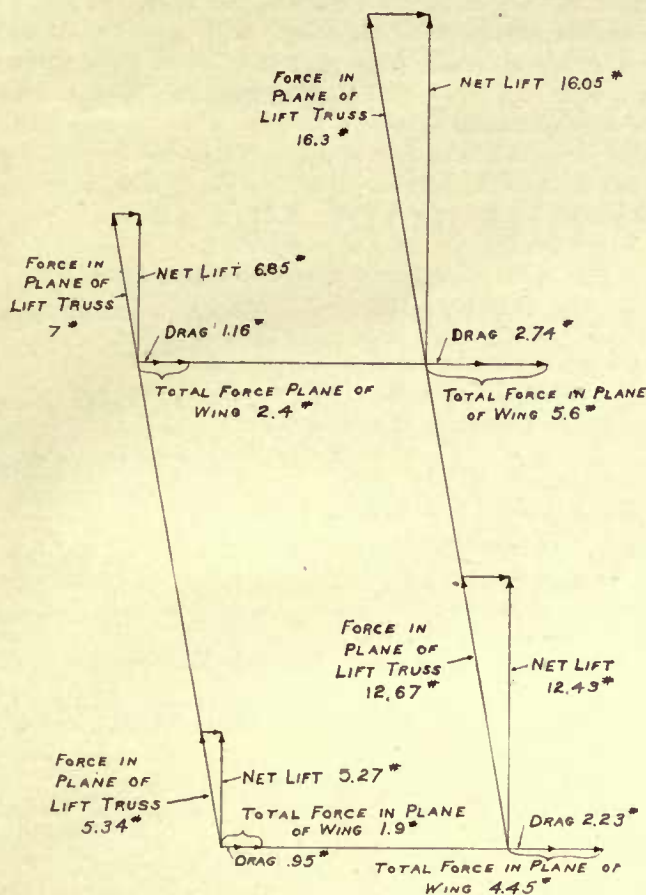 FORCE IN
PLANE OF
LIFT TRUSS
16.3#
NET LIFT 16.05#
FORCE IN
PLANE OF
LIFT TRUSS
7#
NET LIFT 6.85#
DRAG 1.16#
TOTAL FORCE PLANE OF
WING 2.4#
DRAG 2.74#
TOTAL FORCE IN PLANE
OF WING 5.6#
FORCE IN
PLANE OF
LIFT TRUSS
12.67#
NET LIFT
12.49#
FORCE IN
PLANE OF
LIFT TRUSS
5.34#
NET LIFT 5.27#
TOTAL FORCE IN PLANE
OF WING 1.9#
DRAG .95#
DRAG 2.23#
TOTAL FORCE IN PLANE OF
WING 4.45#